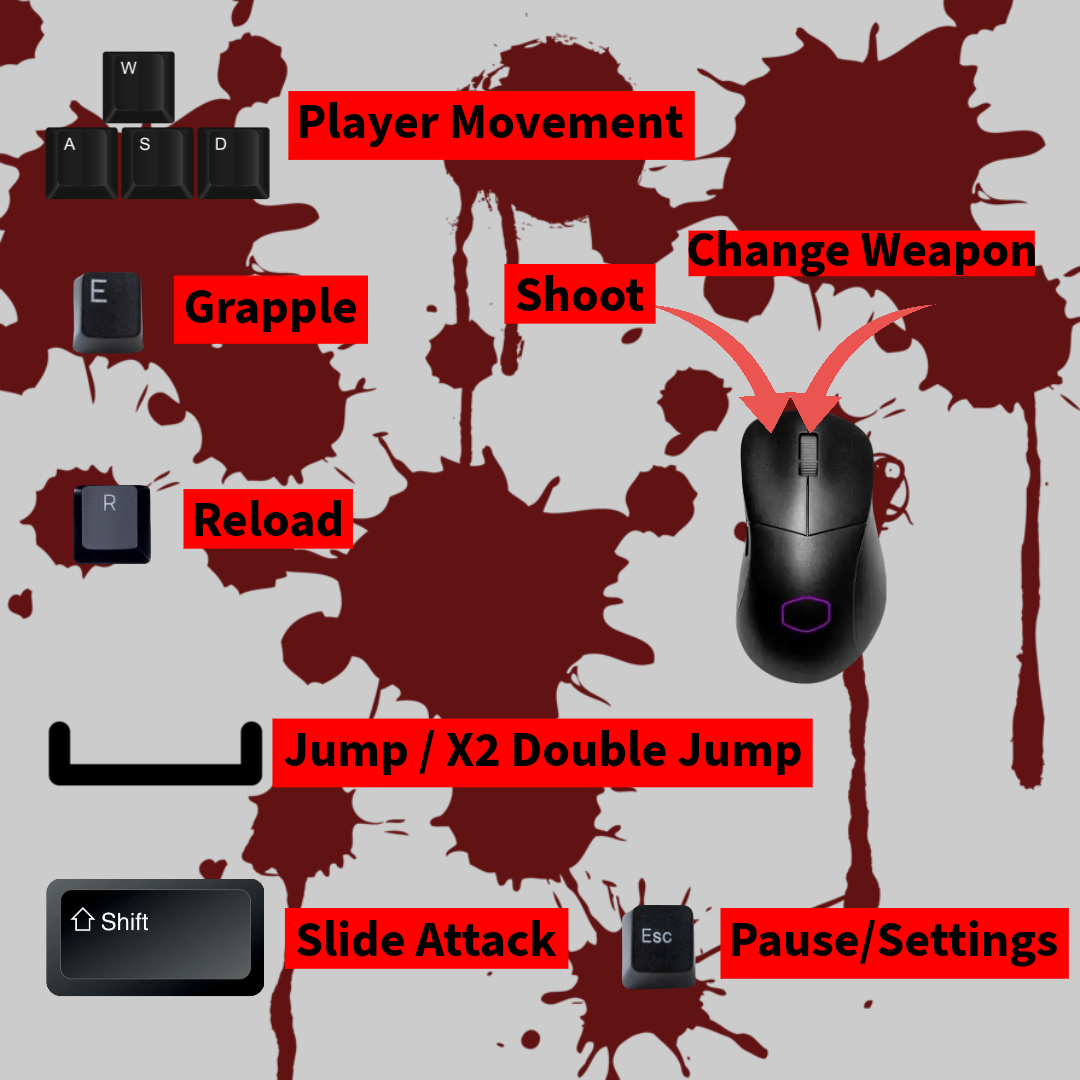 W
A S D
Player Movement
E
Grapple
Shoot
Change Weapon
R
Reload
Jump / X2 Double Jump
Shift
Slide Attack
Esc
Pause/Settings